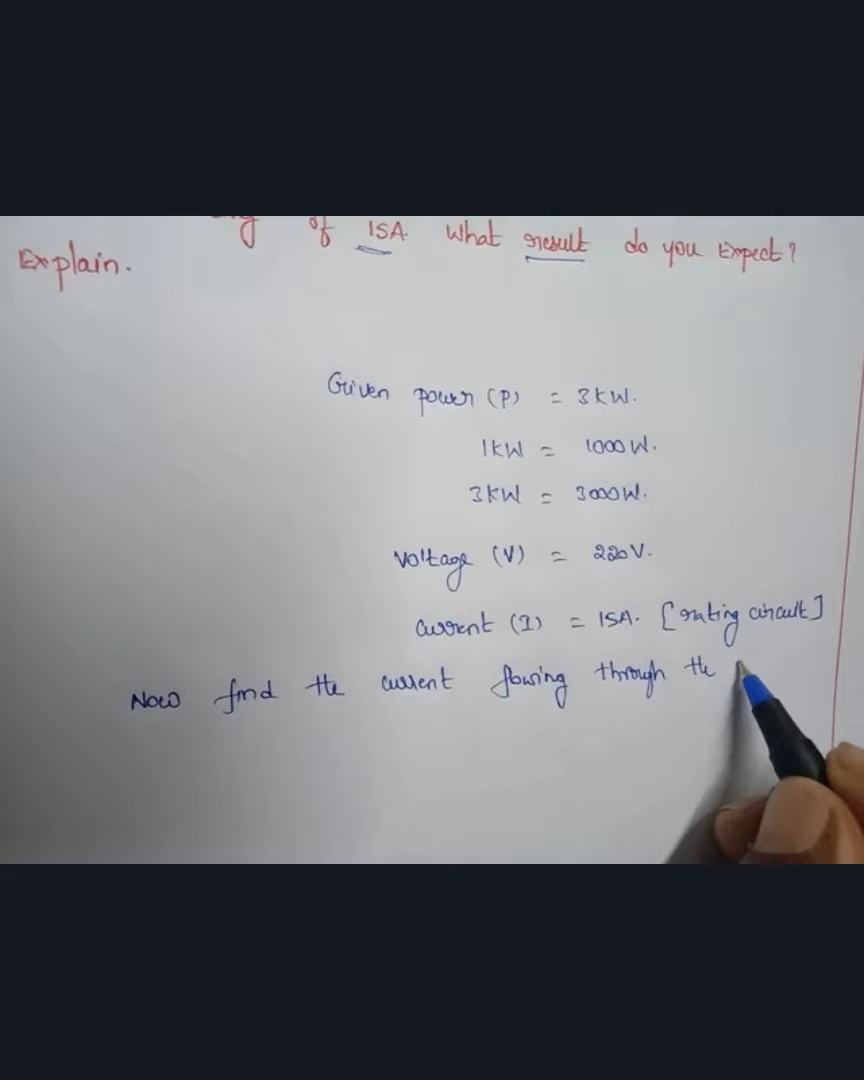 of 15A. What result do you Expect?
Explain.
Given power (P) = 3KW.
1KW = 1000W.
3KW = 3000W.
Voltage (V) = 220V.
Current (I) = 15A. [rating circuit]
Now find the current flowing through the